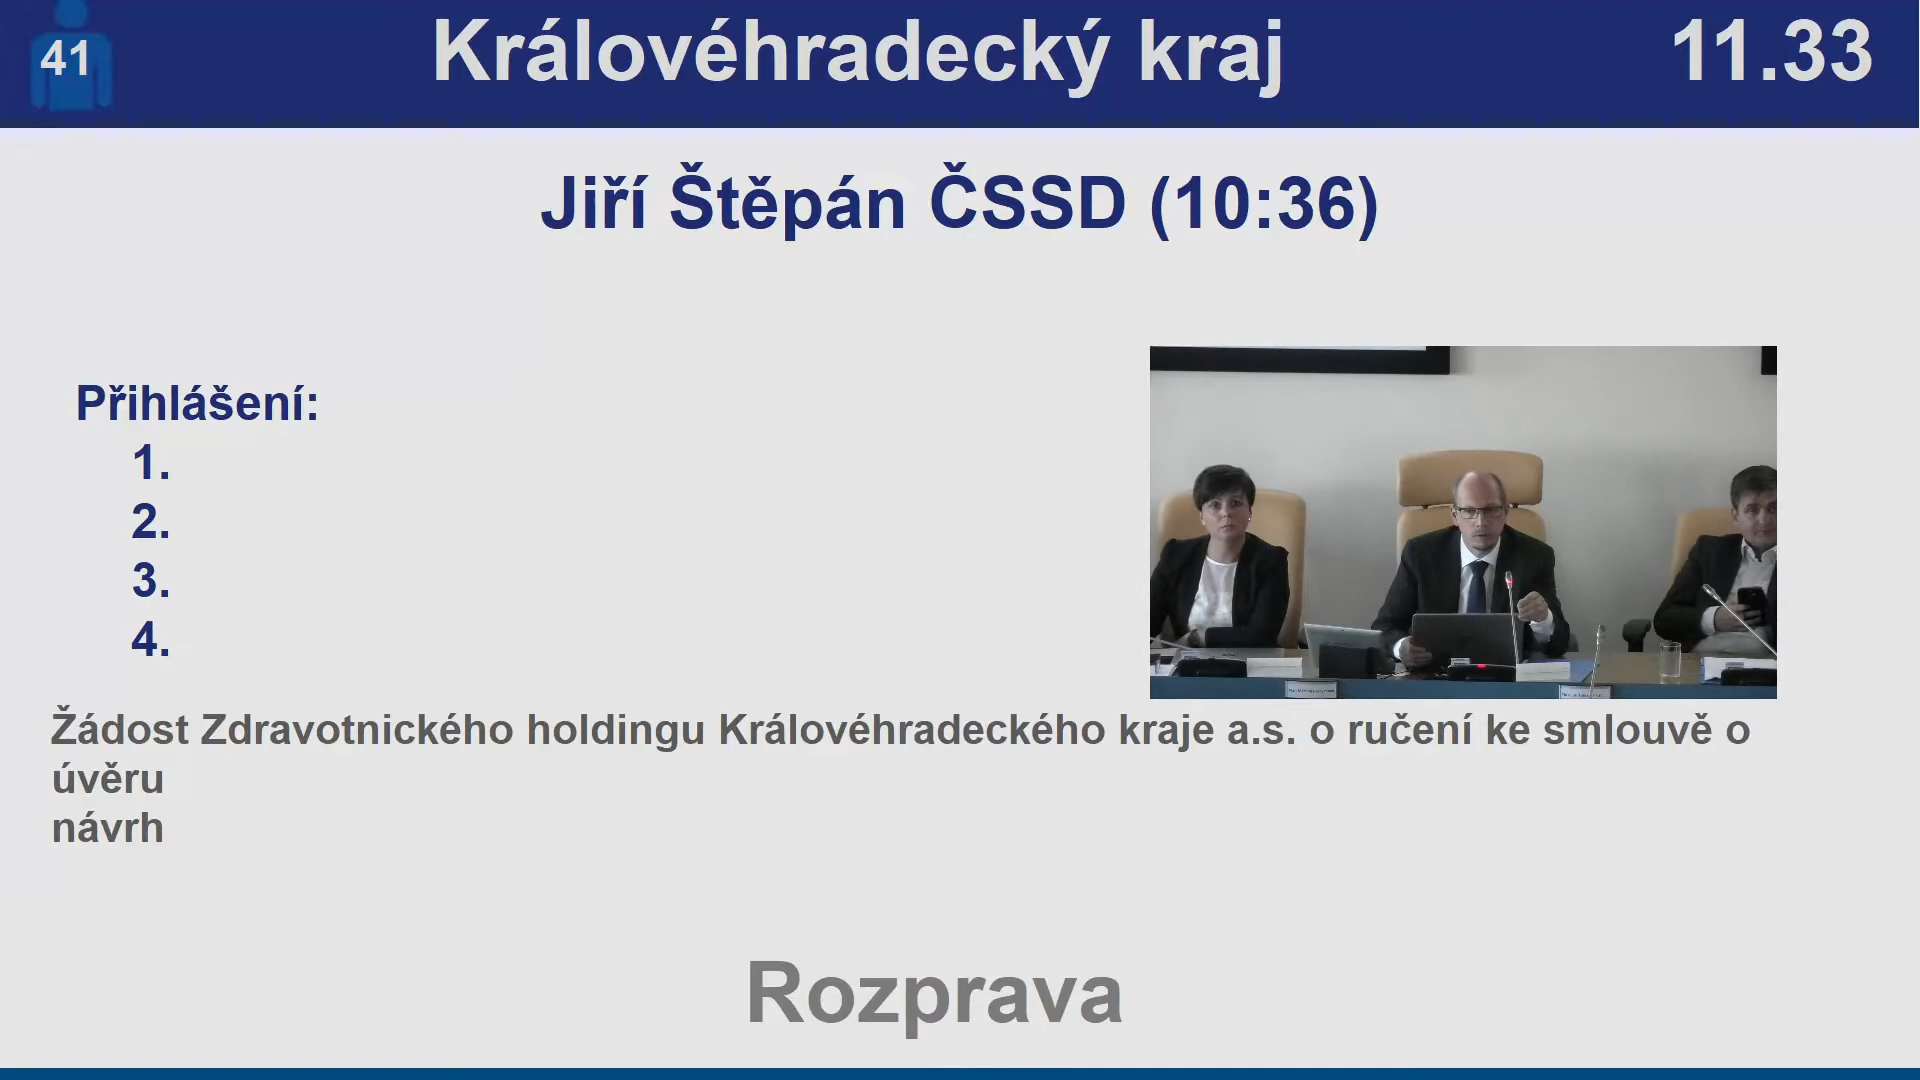 41
Královéhradecký kraj
11.33
Jiří Štěpán ČSSD (10:36)
Přihlášení:
1.
2.
3.
4.
Žádost Zdravotnického holdingu Královéhradeckého kraje a.s. o ručení ke smlouvě o
úvěru
návrh
Rozprava